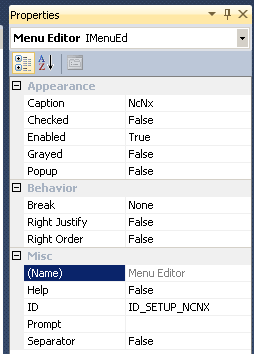 Properties
Menu Editor IMenuEd
Appearance
Caption NcNx
Checked False
Enabled True
Grayed False
Popup False
Behavior
Break None
Right Justify False
Right Order False
Misc
(Name) Menu Editor
Help False
ID ID_SETUP_NCNX
Prompt
Separator False